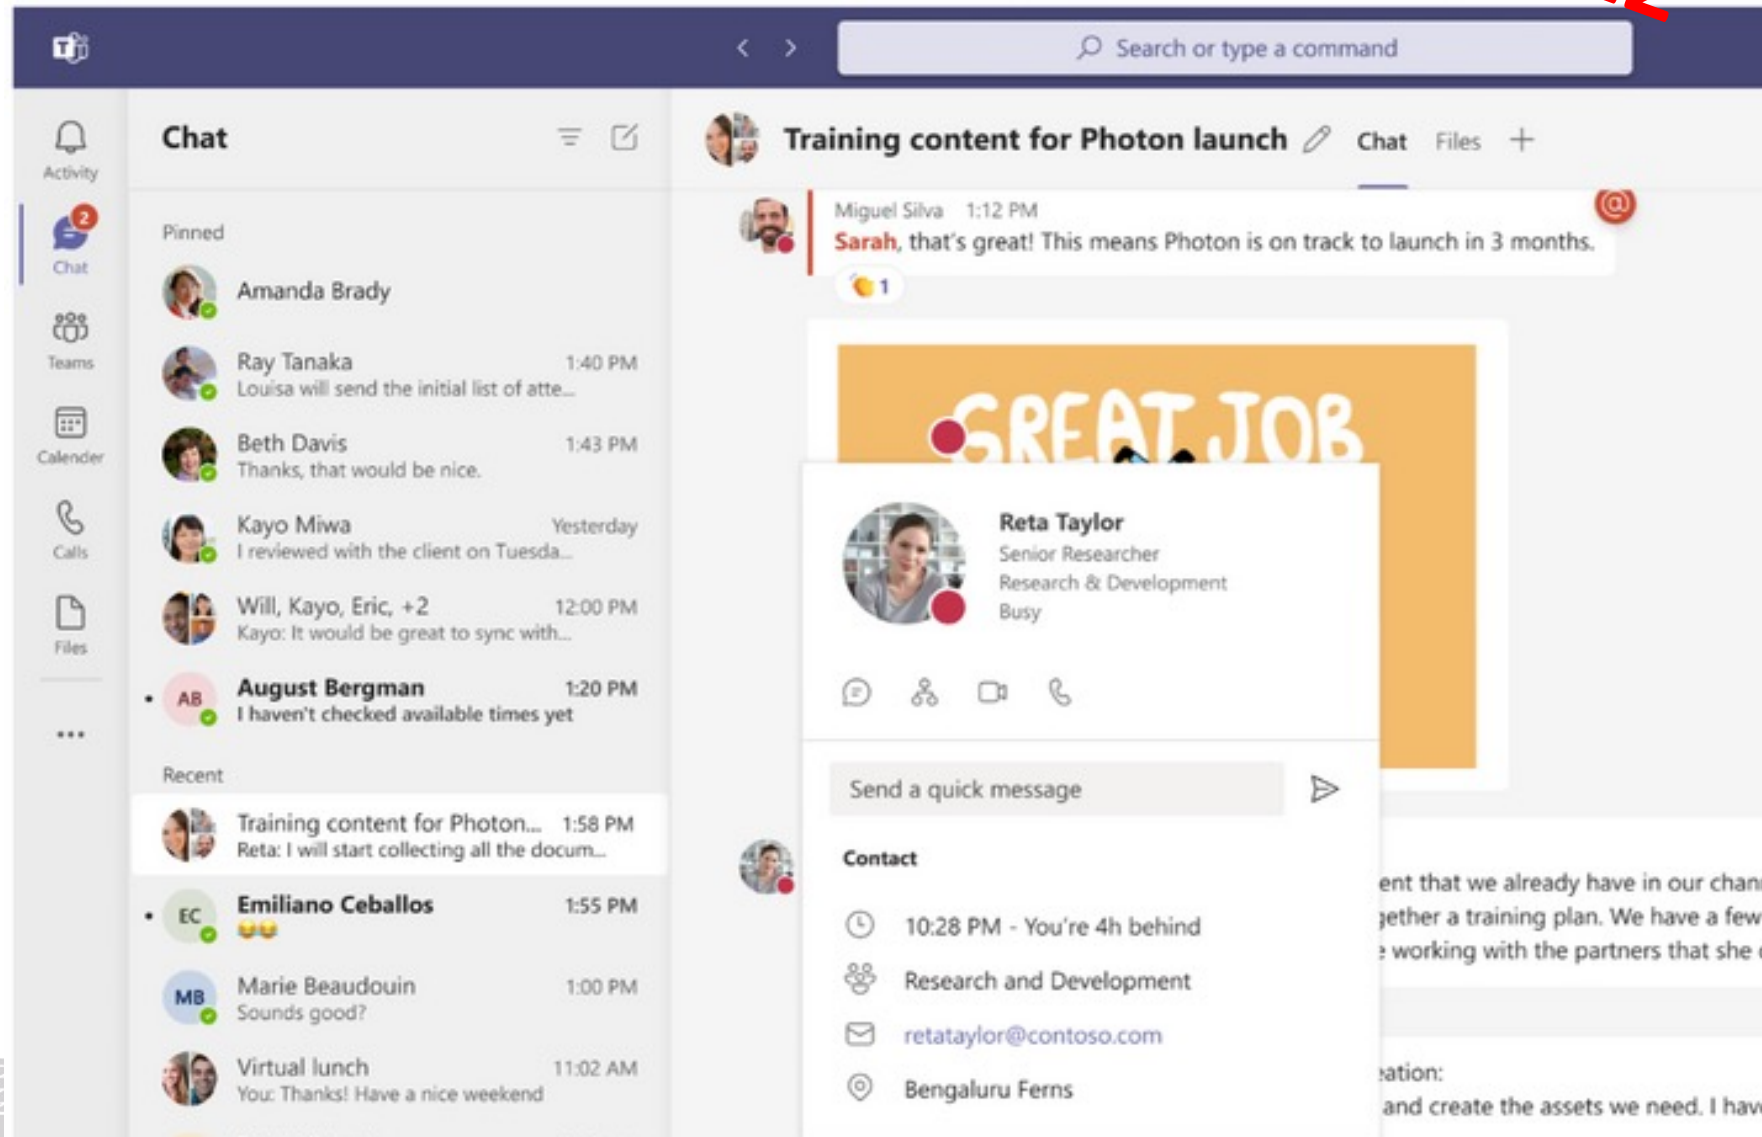 Search or type a command
Activity
2
Chat
Teams
Calender
Calls
Files
Chat
Pinned
Amanda Brady
Ray Tanaka 1:40 PM
Louisa will send the initial list of atte...
Beth Davis 1:43 PM
Thanks, that would be nice.
Kayo Miwa Yesterday
I reviewed with the client on Tuesda...
Will, Kayo, Eric, +2 12:00 PM
Kayo: It would be great to sync with...
AB August Bergman 1:20 PM
I haven't checked available times yet
Recent
Training content for Photon... 1:58 PM
Reta: I will start collecting all the docum...
EC Emiliano Ceballos 1:55 PM
😂😂
MB Marie Beaudouin 1:00 PM
Sounds good?
Virtual lunch 11:02 AM
You: Thanks! Have a nice weekend
Training content for Photon launch Chat Files
Miguel Silva 1:12 PM
Sarah, that's great! This means Photon is on track to launch in 3 months.
1
GREAT JOB
Reta Taylor
Senior Researcher
Research & Development
Busy
Send a quick message
Contact
10:28 PM - You're 4h behind
Research and Development
retataylor@contoso.com
Bengaluru Ferns
ent that we already have in our chan
gether a training plan. We have a few
working with the partners that she
eation:
and create the assets we need. I hav